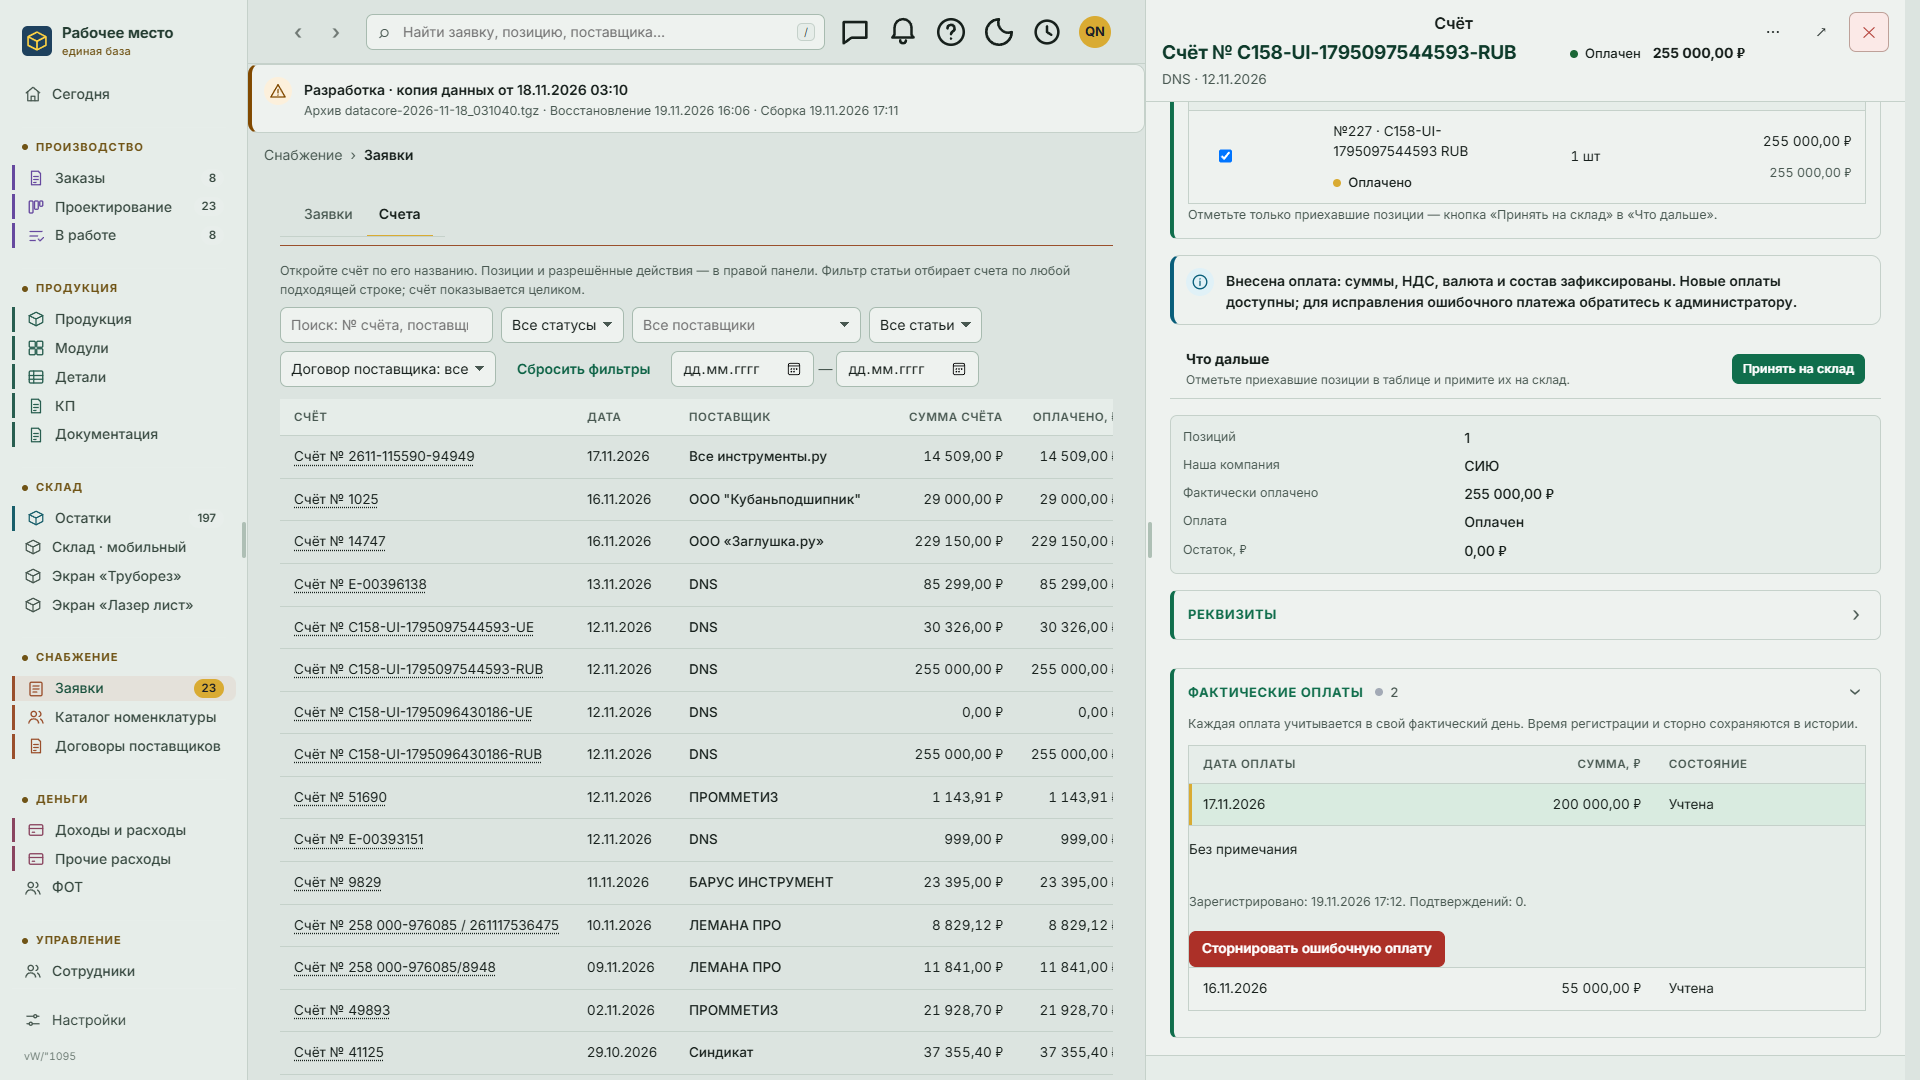 Рабочее место
единая база
Сегодня
ПРОИЗВОДСТВО
Заказы 8
Проектирование 23
В работе 8
ПРОДУКЦИЯ
Продукция
Модули
Детали
КП
Документация
СКЛАД
Остатки 197
Склад · мобильный
Экран «Труборез»
Экран «Лазер лист»
СНАБЖЕНИЕ
Заявки 23
Каталог номенклатуры
Договоры поставщиков
ДЕНЬГИ
Доходы и расходы
Прочие расходы
ФОТ
УПРАВЛЕНИЕ
Сотрудники
Настройки
vW/"1095
Найти заявку, позицию, поставщика... /
QN
Разработка · копия данных от 18.11.2026 03:10
Архив datacore-2026-11-18_031040.tgz · Восстановление 19.11.2026 16:06 · Сборка 19.11.2026 17:11
Снабжение › Заявки
Заявки Счета
Откройте счёт по его названию. Позиции и разрешённые действия — в правой панели. Фильтр статьи отбирает счета по любой
подходящей строке; счёт показывается целиком.
Поиск: № счёта, поставщ Все статусы Все поставщики Все статьи
Договор поставщика: все Сбросить фильтры дд.мм.гггг — дд.мм.гггг
СЧЁТ ДАТА ПОСТАВЩИК СУММА СЧЁТА ОПЛАЧЕНО, ₽
Счёт № 2611-115590-94949 17.11.2026 Все инструменты.ру 14 509,00 ₽ 14 509,00 ₽
Счёт № 1025 16.11.2026 ООО "Кубаньподшипник" 29 000,00 ₽ 29 000,00 ₽
Счёт № 14747 16.11.2026 ООО «Заглушка.ру» 229 150,00 ₽ 229 150,00 ₽
Счёт № E-00396138 13.11.2026 DNS 85 299,00 ₽ 85 299,00 ₽
Счёт № C158-UI-1795097544593-UE 12.11.2026 DNS 30 326,00 ₽ 30 326,00 ₽
Счёт № C158-UI-1795097544593-RUB 12.11.2026 DNS 255 000,00 ₽ 255 000,00 ₽
Счёт № C158-UI-1795096430186-UE 12.11.2026 DNS 0,00 ₽ 0,00 ₽
Счёт № C158-UI-1795096430186-RUB 12.11.2026 DNS 255 000,00 ₽ 255 000,00 ₽
Счёт № 51690 12.11.2026 ПРОММЕТИЗ 1 143,91 ₽ 1 143,91 ₽
Счёт № E-00393151 12.11.2026 DNS 999,00 ₽ 999,00 ₽
Счёт № 9829 11.11.2026 БАРУС ИНСТРУМЕНТ 23 395,00 ₽ 23 395,00 ₽
Счёт № 258 000-976085 / 261117536475 10.11.2026 ЛЕМАНА ПРО 8 829,12 ₽ 8 829,12 ₽
Счёт № 258 000-976085/8948 09.11.2026 ЛЕМАНА ПРО 11 841,00 ₽ 11 841,00 ₽
Счёт № 49893 02.11.2026 ПРОММЕТИЗ 21 928,70 ₽ 21 928,70 ₽
Счёт № 41125 29.10.2026 Синдикат 37 355,40 ₽ 37 355,40 ₽
Счёт
Счёт № C158-UI-1795097544593-RUB Оплачен 255 000,00 ₽
DNS · 12.11.2026
№227 · C158-UI-
1795097544593 RUB
Оплачено
1 шт
255 000,00 ₽
255 000,00 ₽
Отметьте только приехавшие позиции — кнопка «Принять на склад» в «Что дальше».
Внесена оплата: суммы, НДС, валюта и состав зафиксированы. Новые оплаты
доступны; для исправления ошибочного платежа обратитесь к администратору.
Что дальше
Отметьте приехавшие позиции в таблице и примите их на склад.
Принять на склад
Позиций 1
Наша компания СИЮ
Фактически оплачено 255 000,00 ₽
Оплата Оплачен
Остаток, ₽ 0,00 ₽
РЕКВИЗИТЫ
ФАКТИЧЕСКИЕ ОПЛАТЫ 2
Каждая оплата учитывается в свой фактический день. Время регистрации и сторно сохраняются в истории.
ДАТА ОПЛАТЫ СУММА, ₽ СОСТОЯНИЕ
17.11.2026 200 000,00 ₽ Учтена
Без примечания
Зарегистрировано: 19.11.2026 17:12. Подтверждений: 0.
Сторнировать ошибочную оплату
16.11.2026 55 000,00 ₽ Учтена